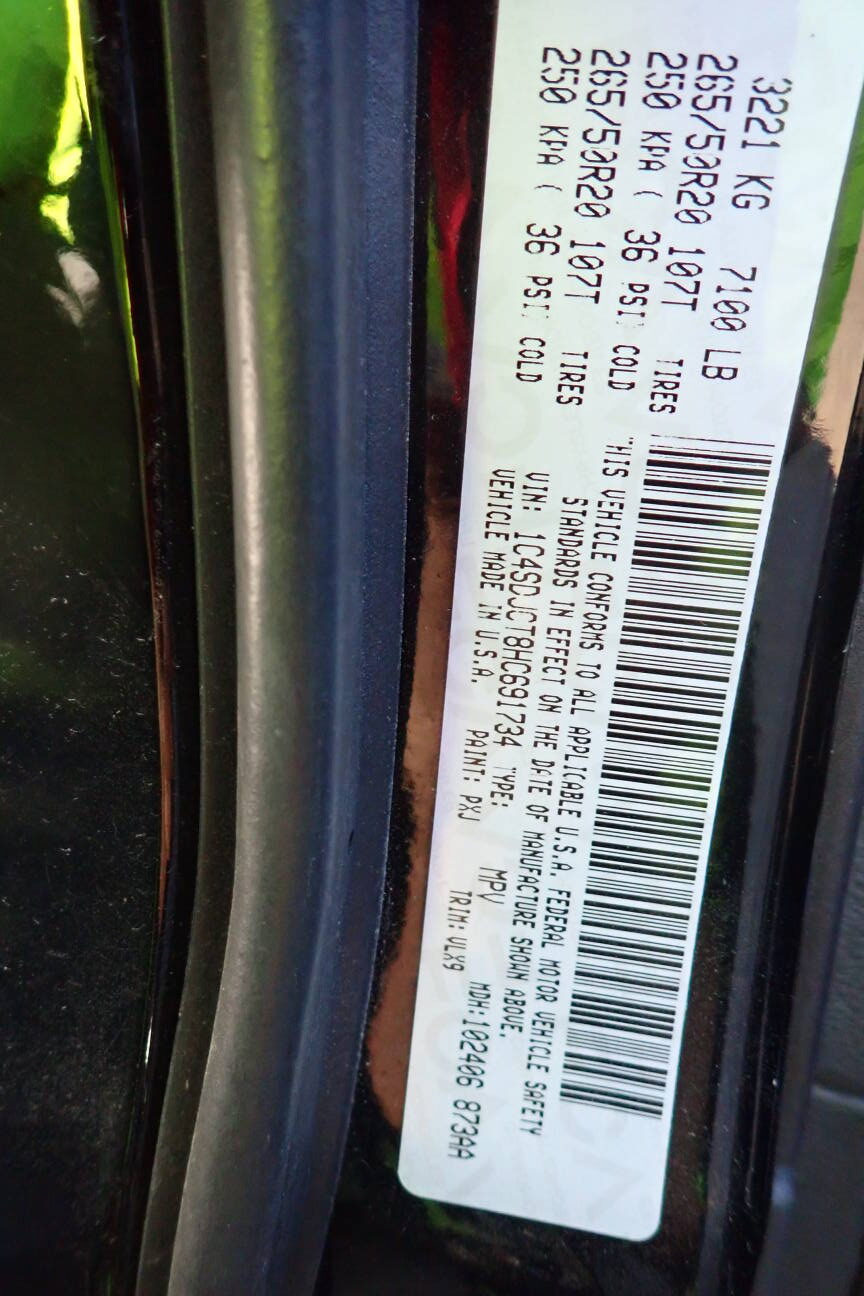 3221 KG 7100 LB
265/50R20 107T TIRES
250 KPA ( 36 PSI) COLD
265/50R20 107T TIRES
250 KPA ( 36 PSI) COLD
THIS VEHICLE CONFORMS TO ALL APPLICABLE U.S.A. FEDERAL MOTOR VEHICLE SAFETY
STANDARDS IN EFFECT ON THE DATE OF MANUFACTURE SHOWN ABOVE.
VIN: 1C4SDJCT8HC691734 TYPE: MPV MDH: 102406 873AA
VEHICLE MADE IN U.S.A. PAINT: PXJ TRIM: VLX9